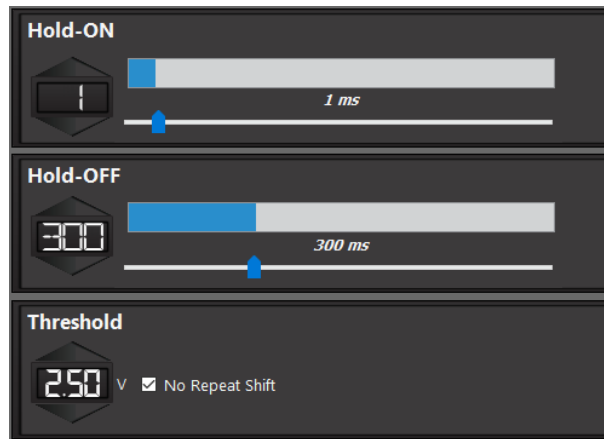 Hold-ON
1
1 ms
Hold-OFF
300
300 ms
Threshold
2.50 V No Repeat Shift